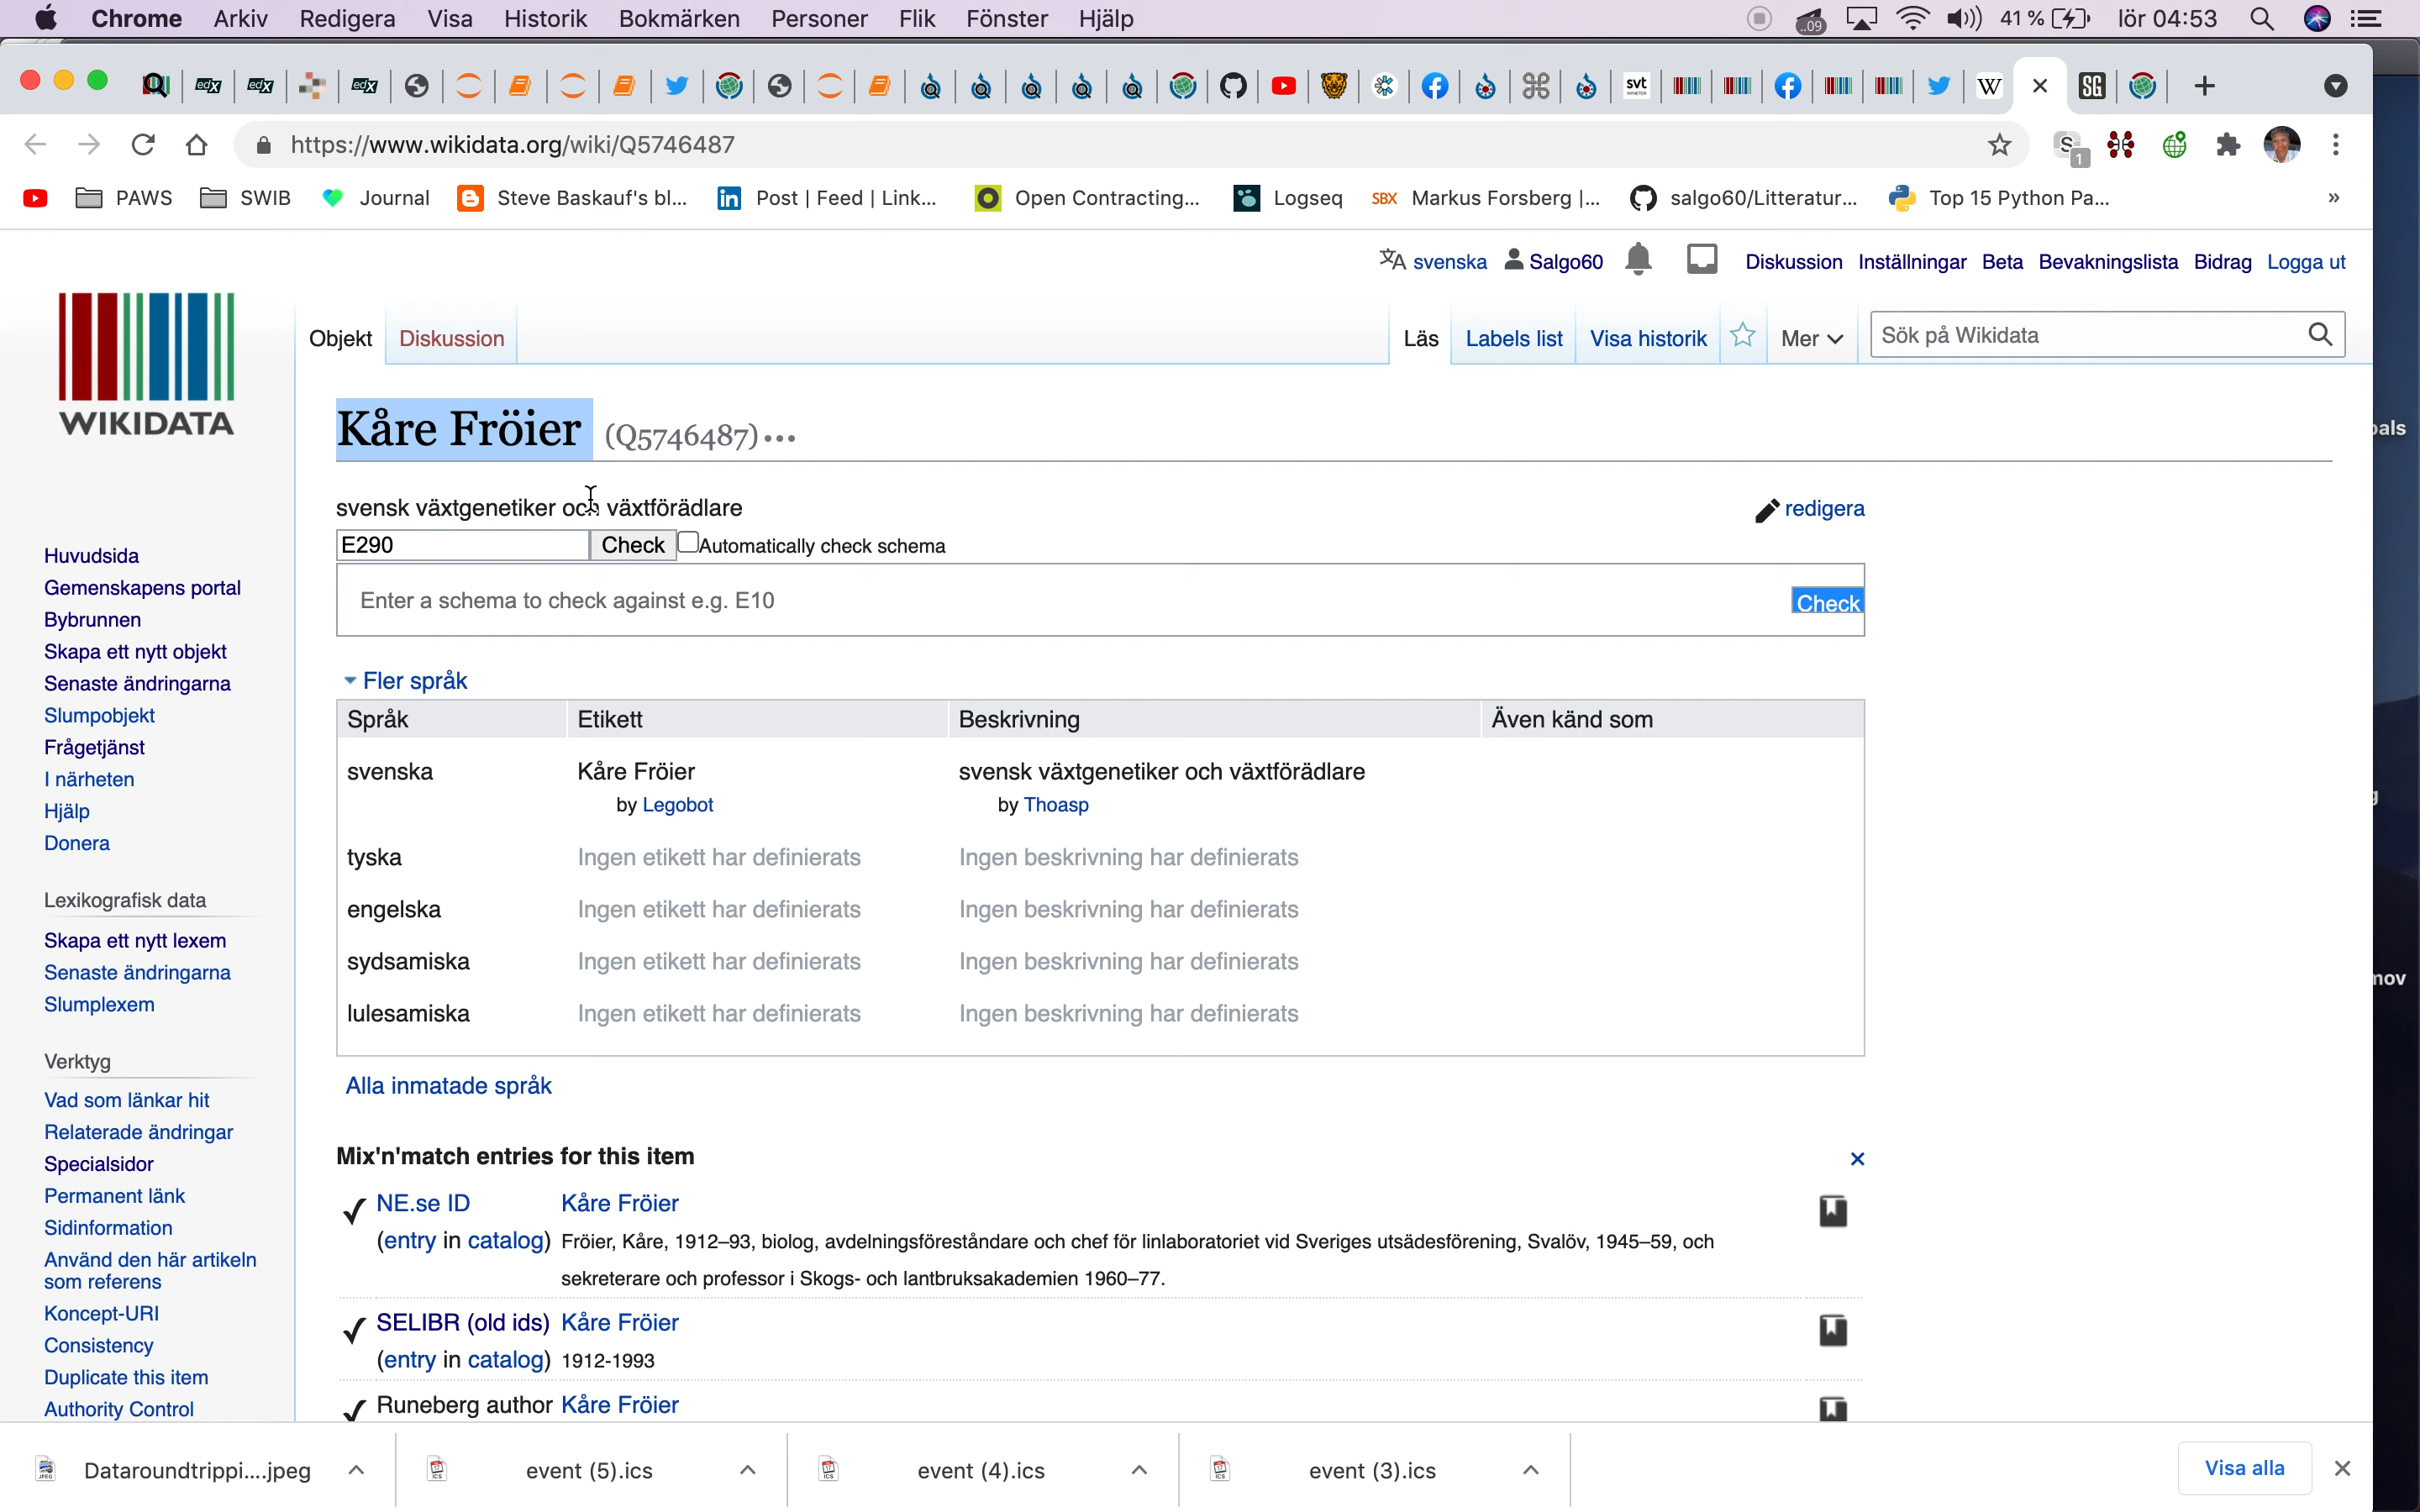 Chrome Arkiv Redigera Visa Historik Bokmärken Personer Flik Fönster Hjälp ..09 41 % lör 04:53
edX edX edX svt NYHETER W SG
https://www.wikidata.org/wiki/Q5746487 S 1
PAWS SWIB Journal Steve Baskauf's bl... Post | Feed | Link... Open Contracting... Logseq SBX Markus Forsberg |... salgo60/Litteratur... Top 15 Python Pa... »
svenska Salgo60 Diskussion Inställningar Beta Bevakningslista Bidrag Logga ut
WIKIDATA
Objekt Diskussion Läs Labels list Visa historik Mer Sök på Wikidata
Kåre Fröier (Q5746487)
svensk växtgenetiker och växtförädlare redigera
E290 Check Automatically check schema
Enter a schema to check against e.g. E10 Check
Fler språk
Språk Etikett Beskrivning Även känd som
svenska Kåre Fröier svensk växtgenetiker och växtförädlare
by Legobot by Thoasp
tyska Ingen etikett har definierats Ingen beskrivning har definierats
engelska Ingen etikett har definierats Ingen beskrivning har definierats
sydsamiska Ingen etikett har definierats Ingen beskrivning har definierats
lulesamiska Ingen etikett har definierats Ingen beskrivning har definierats
Alla inmatade språk
Mix'n'match entries for this item
NE.se ID Kåre Fröier
(entry in catalog) Fröier, Kåre, 1912–93, biolog, avdelningsföreståndare och chef för linlaboratoriet vid Sveriges utsädesförening, Svalöv, 1945–59, och
sekreterare och professor i Skogs- och lantbruksakademien 1960–77.
SELIBR (old ids) Kåre Fröier
(entry in catalog) 1912-1993
Runeberg author Kåre Fröier
Huvudsida
Gemenskapens portal
Bybrunnen
Skapa ett nytt objekt
Senaste ändringarna
Slumpobjekt
Frågetjänst
I närheten
Hjälp
Donera
Lexikografisk data
Skapa ett nytt lexem
Senaste ändringarna
Slumplexem
Verktyg
Vad som länkar hit
Relaterade ändringar
Specialsidor
Permanent länk
Sidinformation
Använd den här artikeln
som referens
Koncept-URI
Consistency
Duplicate this item
Authority Control
Dataroundtrippi....jpeg event (5).ics event (4).ics event (3).ics Visa alla